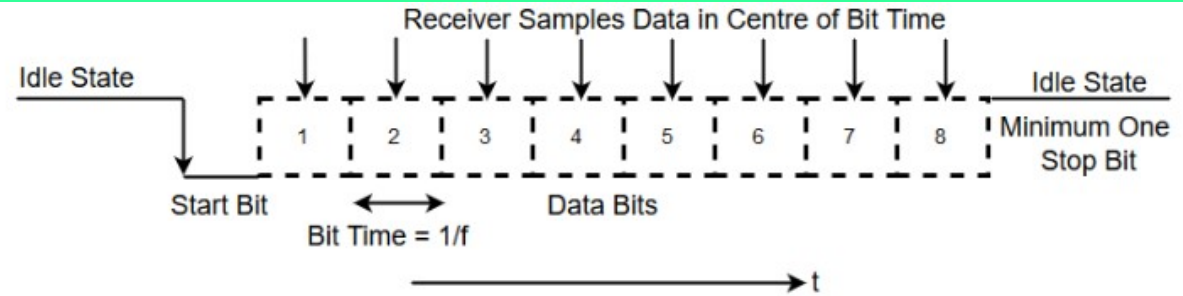 Receiver Samples Data in Centre of Bit Time
Idle State
Idle State
1 2 3 4 5 6 7 8
Minimum One
Stop Bit
Start Bit
Data Bits
Bit Time = 1/f
t